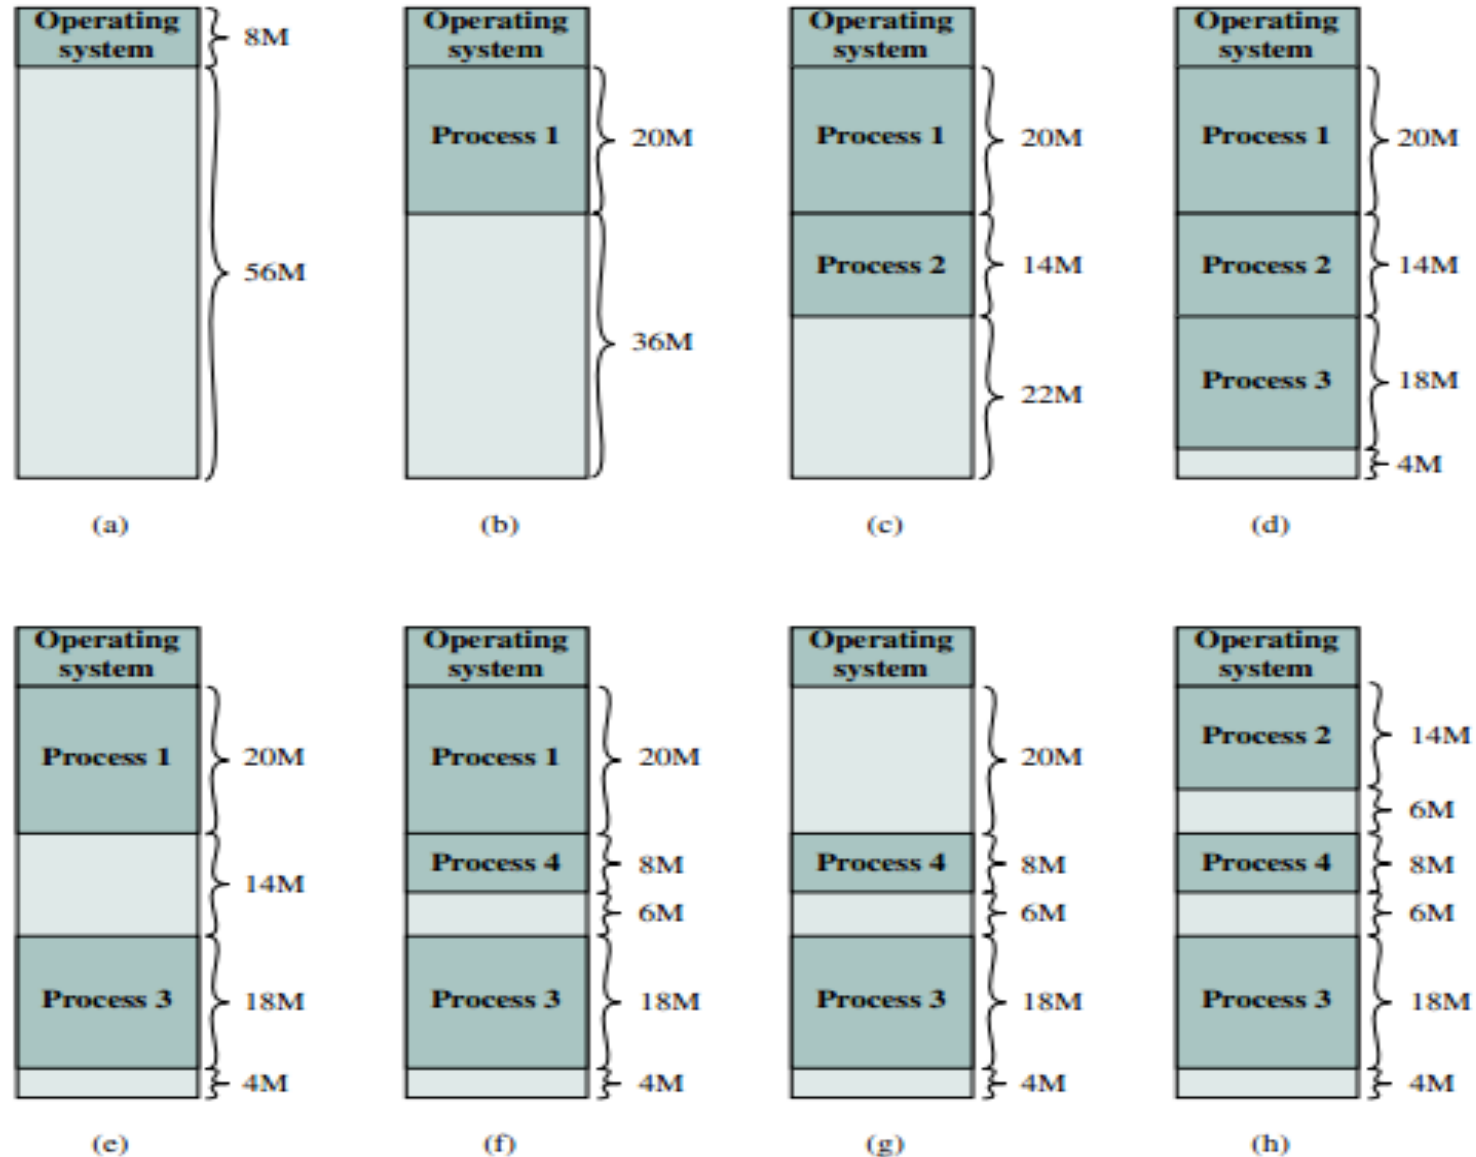 Operating
system
8M
56M
(a)
Operating
system
Process 1
20M
36M
(b)
Operating
system
Process 1
20M
Process 2
14M
22M
(c)
Operating
system
Process 1
20M
Process 2
14M
Process 3
18M
4M
(d)
Operating
system
Process 1
20M
14M
Process 3
18M
4M
(e)
Operating
system
Process 1
20M
Process 4
8M
6M
Process 3
18M
4M
(f)
Operating
system
20M
Process 4
8M
6M
Process 3
18M
4M
(g)
Operating
system
Process 2
14M
6M
Process 4
8M
6M
Process 3
18M
4M
(h)